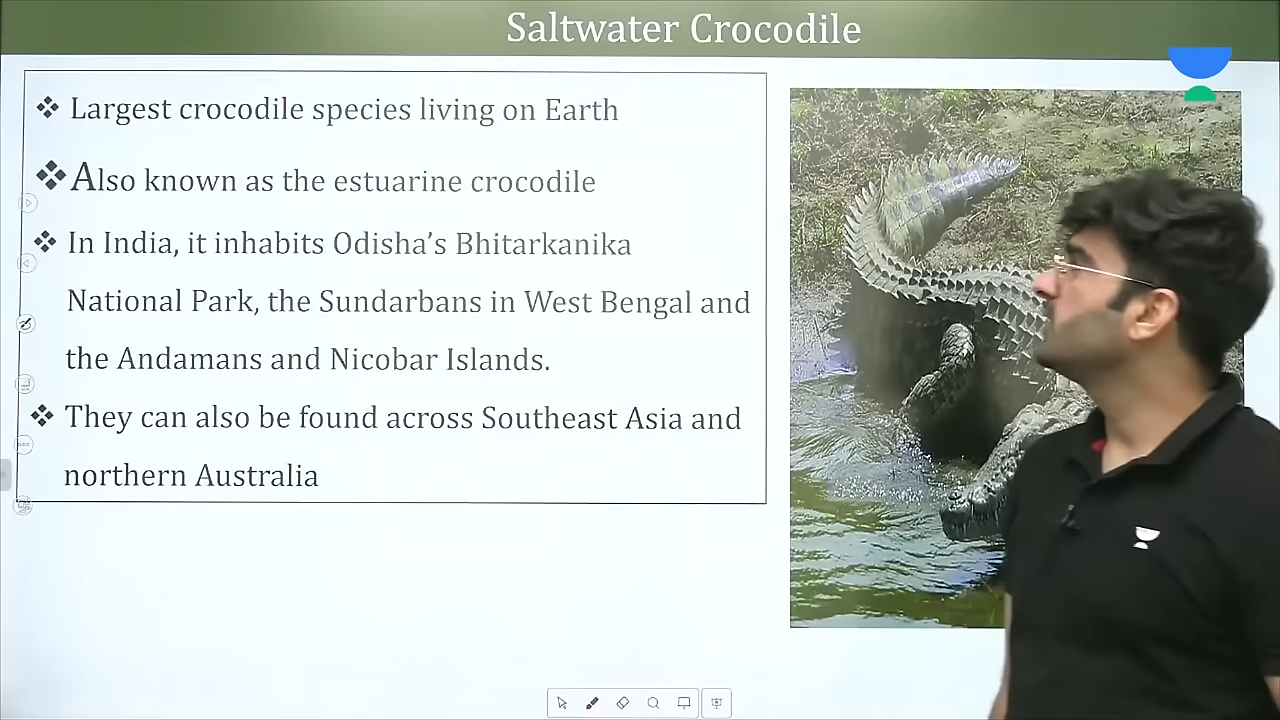 Saltwater Crocodile
❖ Largest crocodile species living on Earth
❖ Also known as the estuarine crocodile
❖ In India, it inhabits Odisha’s Bhitarkanika
National Park, the Sundarbans in West Bengal and
the Andamans and Nicobar Islands.
❖ They can also be found across Southeast Asia and
northern Australia